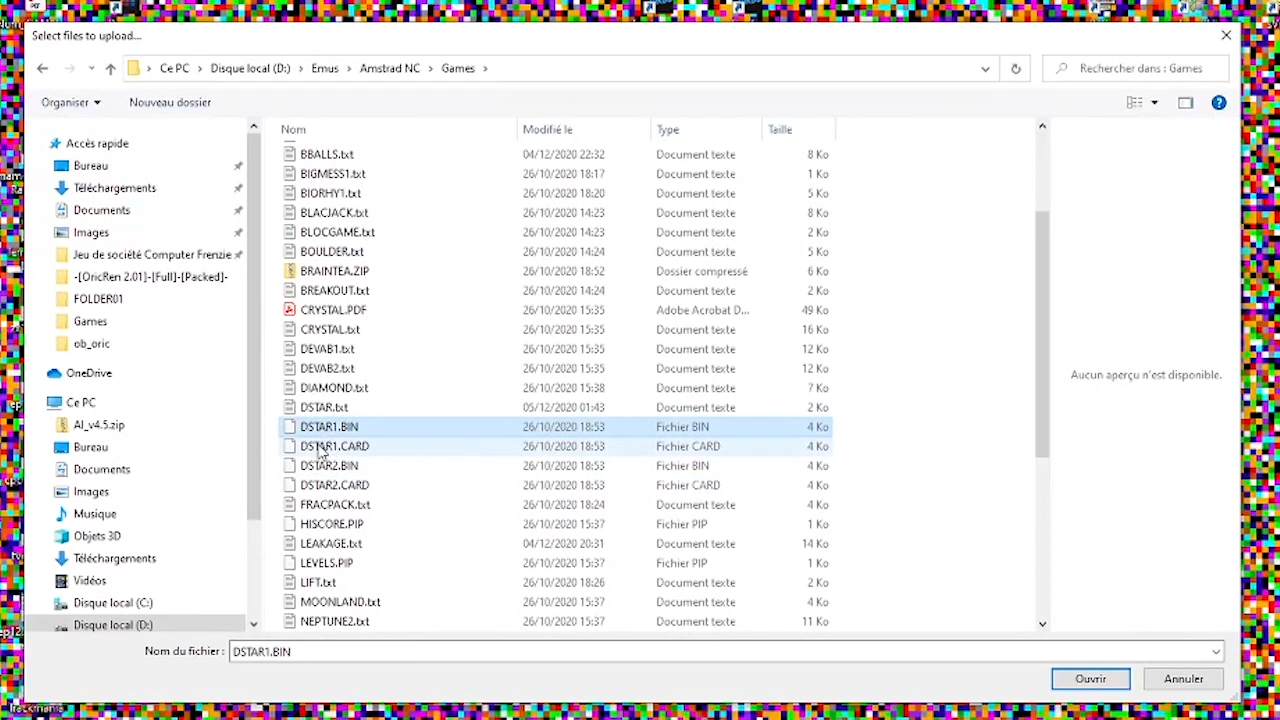 Select files to upload...
Ce PC > Disque local (D:) > Emus > Amstrad NC > Games >
Rechercher dans : Games
Organiser
Nouveau dossier
Accès rapide
Bureau
Téléchargements
Documents
Images
Jeu de société Computer Frenzie
-[OricRen 2.01]-[Full]-[Packed]-
FOLDER01
Games
ob_oric
OneDrive
Ce PC
AI_v4.5.zip
Bureau
Documents
Images
Musique
Objets 3D
Téléchargements
Vidéos
Disque local (C:)
Disque local (D:)
Nom Modifié le Type Taille
BBALLS.txt 04/12/2020 22:32 Document texte 8 Ko
BIGMESS1.txt 26/10/2020 18:17 Document texte 1 Ko
BIORHY1.txt 26/10/2020 18:20 Document texte 5 Ko
BLACJACK.txt 26/10/2020 14:23 Document texte 8 Ko
BLOCGAME.txt 26/10/2020 14:23 Document texte 2 Ko
BOULDER.txt 26/10/2020 14:24 Document texte 2 Ko
BRAINTEA.ZIP 26/10/2020 18:52 Dossier compressé 6 Ko
BREAKOUT.txt 26/10/2020 14:24 Document texte 2 Ko
CRYSTAL.PDF 26/10/2020 15:35 Adobe Acrobat D... 49 Ko
CRYSTAL.txt 26/10/2020 15:35 Document texte 16 Ko
DEVAB1.txt 26/10/2020 15:35 Document texte 12 Ko
DEVAB2.txt 26/10/2020 15:35 Document texte 12 Ko
DIAMOND.txt 26/10/2020 15:38 Document texte 7 Ko
DSTAR.txt 05/12/2020 01:43 Document texte 2 Ko
DSTAR1.BIN 26/10/2020 18:53 Fichier BIN 4 Ko
DSTAR1.CARD 26/10/2020 18:53 Fichier CARD 4 Ko
DSTAR2.BIN 26/10/2020 18:53 Fichier BIN 4 Ko
DSTAR2.CARD 26/10/2020 18:53 Fichier CARD 4 Ko
FRACPACK.txt 26/10/2020 18:24 Document texte 2 Ko
HISCORE.PIP 26/10/2020 15:37 Fichier PIP 1 Ko
LEAKAGE.txt 04/12/2020 20:31 Document texte 14 Ko
LEVELS.PIP 26/10/2020 15:37 Fichier PIP 1 Ko
LIFT.txt 26/10/2020 18:26 Document texte 2 Ko
MOONLAND.txt 26/10/2020 15:37 Document texte 4 Ko
NEPTUNE2.txt 26/10/2020 15:37 Document texte 11 Ko
Aucun aperçu n'est disponible.
Nom du fichier : DSTAR1.BIN
Ouvrir
Annuler